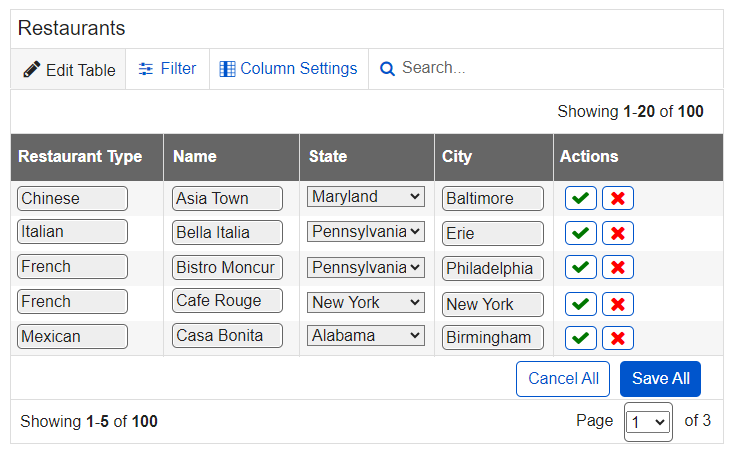 Restaurants
Edit Table Filter Column Settings Search...
Showing 1-20 of 100
Restaurant Type Name State City Actions
Chinese Asia Town Maryland Baltimore
Italian Bella Italia Pennsylvania Erie
French Bistro Moncur Pennsylvania Philadelphia
French Cafe Rouge New York New York
Mexican Casa Bonita Alabama Birmingham
Cancel All Save All
Showing 1-5 of 100 Page 1 of 3